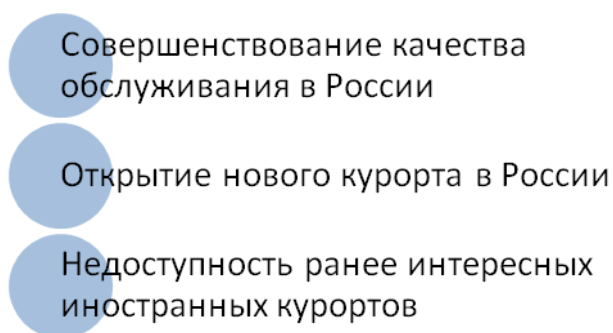 Совершенствование качества
обслуживания в России
Открытие нового курорта в России
Недоступность ранее интересных
иностранных курортов